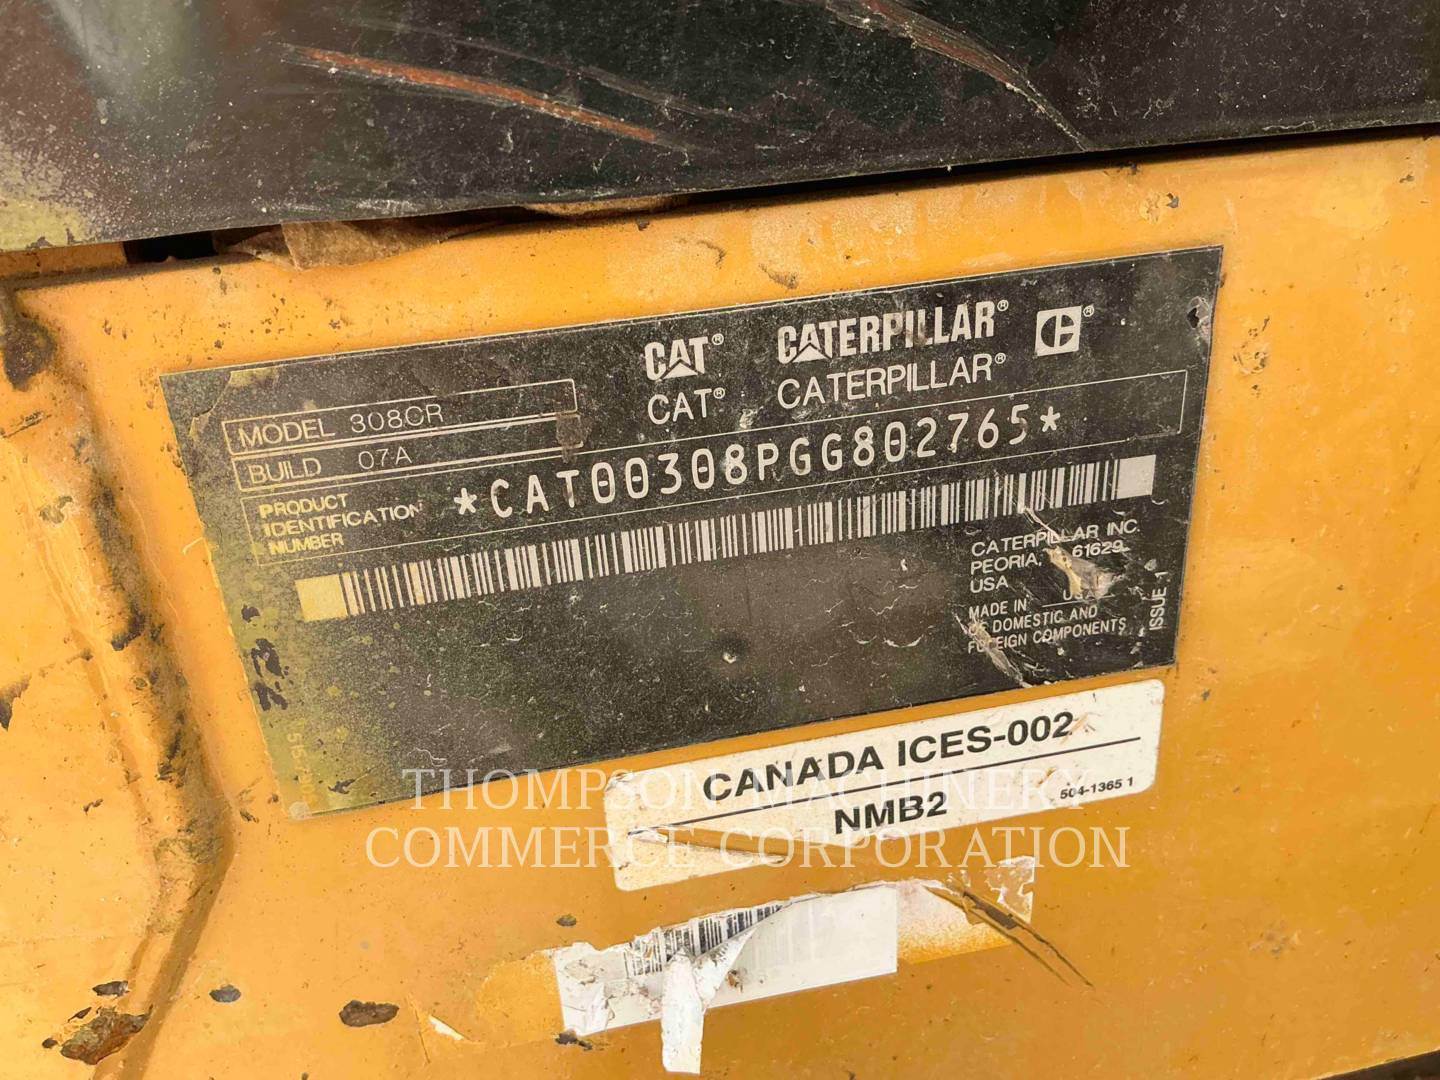 CAT® CATERPILLAR® C®
CAT® CATERPILLAR®
MODEL 308CR
BUILD 07A
PRODUCT
IDENTIFICATION
NUMBER
*CAT00308PGG802765*
CATERPILLAR INC.
PEORIA, 61629
USA
MADE IN USA
OF DOMESTIC AND
FOREIGN COMPONENTS
ISSUE 1
CANADA ICES-002
NMB2
504-1365 1
THOMPSON MACHINERY
COMMERCE CORPORATION